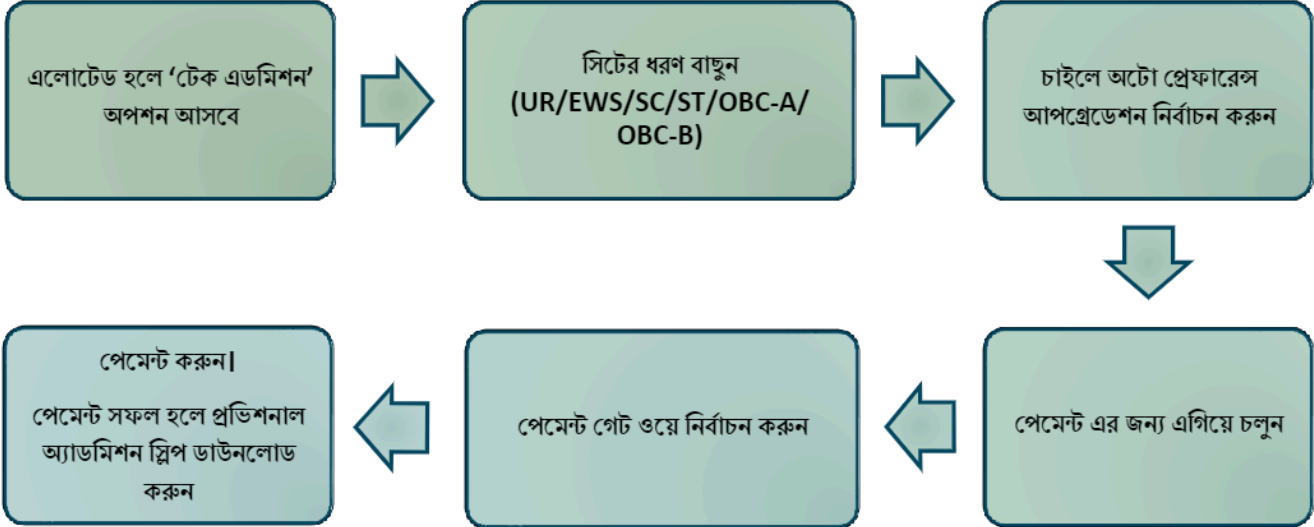 এলোটেড হলে ‘টেক এডমিশন’
অপশন আসবে
সিটের ধরণ বাছুন
(UR/EWS/SC/ST/OBC-A/
OBC-B)
চাইলে অটো প্রেফারেন্স
আপগ্রেডেশন নির্বাচন করুন
পেমেন্ট এর জন্য এগিয়ে চলুন
পেমেন্ট গেট ওয়ে নির্বাচন করুন
পেমেন্ট করুন।
পেমেন্ট সফল হলে প্রভিশনাল
অ্যাডমিশন স্লিপ ডাউনলোড
করুন